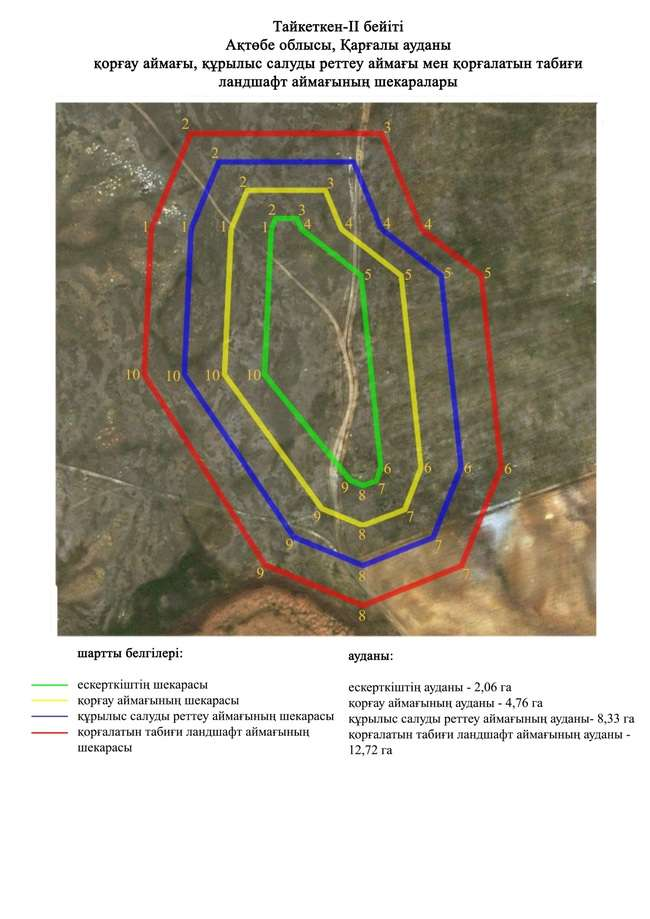 Тайкеткен-II бейіті
Ақтөбе облысы, Қарғалы ауданы
қорғау аймағы, құрылыс салуды реттеу аймағы мен қорғалатын табиғи
ландшафт аймағының шекаралары
2 3
2
2 3
2 3
1 1 1 1 4 4 4 4
5 5 5 5
10 10 10 10
6 6 6 6
9 8 7
9 7
8
9 7
8
9 7
8
шартты белгілері:
ескерткіштің шекарасы
қорғау аймағының шекарасы
құрылыс салуды реттеу аймағының шекарасы
қорғалатын табиғи ландшафт аймағының
шекарасы
ауданы:
ескерткіштің ауданы - 2,06 га
қорғау аймағының ауданы - 4,76 га
құрылыс салуды реттеу аймағының ауданы- 8,33 га
қорғалатын табиғи ландшафт аймағының ауданы -
12,72 га